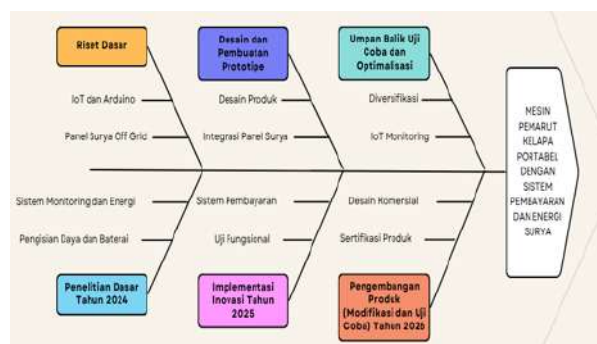 Riset Dasar
Desain dan
Pembuatan
Prototipe
Umpan Balik Uji
Coba dan
Optimalisasi
IoT dan Arduino
Panel Surya Off Grid
Desain Produk
Integrasi Panel Surya
Diversifikasi
IoT Monitoring
MESIN
PEMARUT
KELAPA
PORTABEL
DENGAN
SISTEM
PEMBAYARAN
DAN ENERGI
SURYA
Sistem Monitoring dan Energi
Pengisian Daya dan Baterai
Sistem Pembayaran
Uji Fungsional
Desain Komersial
Sertifikasi Produk
Penelitian Dasar
Tahun 2024
Implementasi
Inovasi Tahun
2025
Pengembangan
Produk
(Modifikasi dan Uji
Coba) Tahun 2026